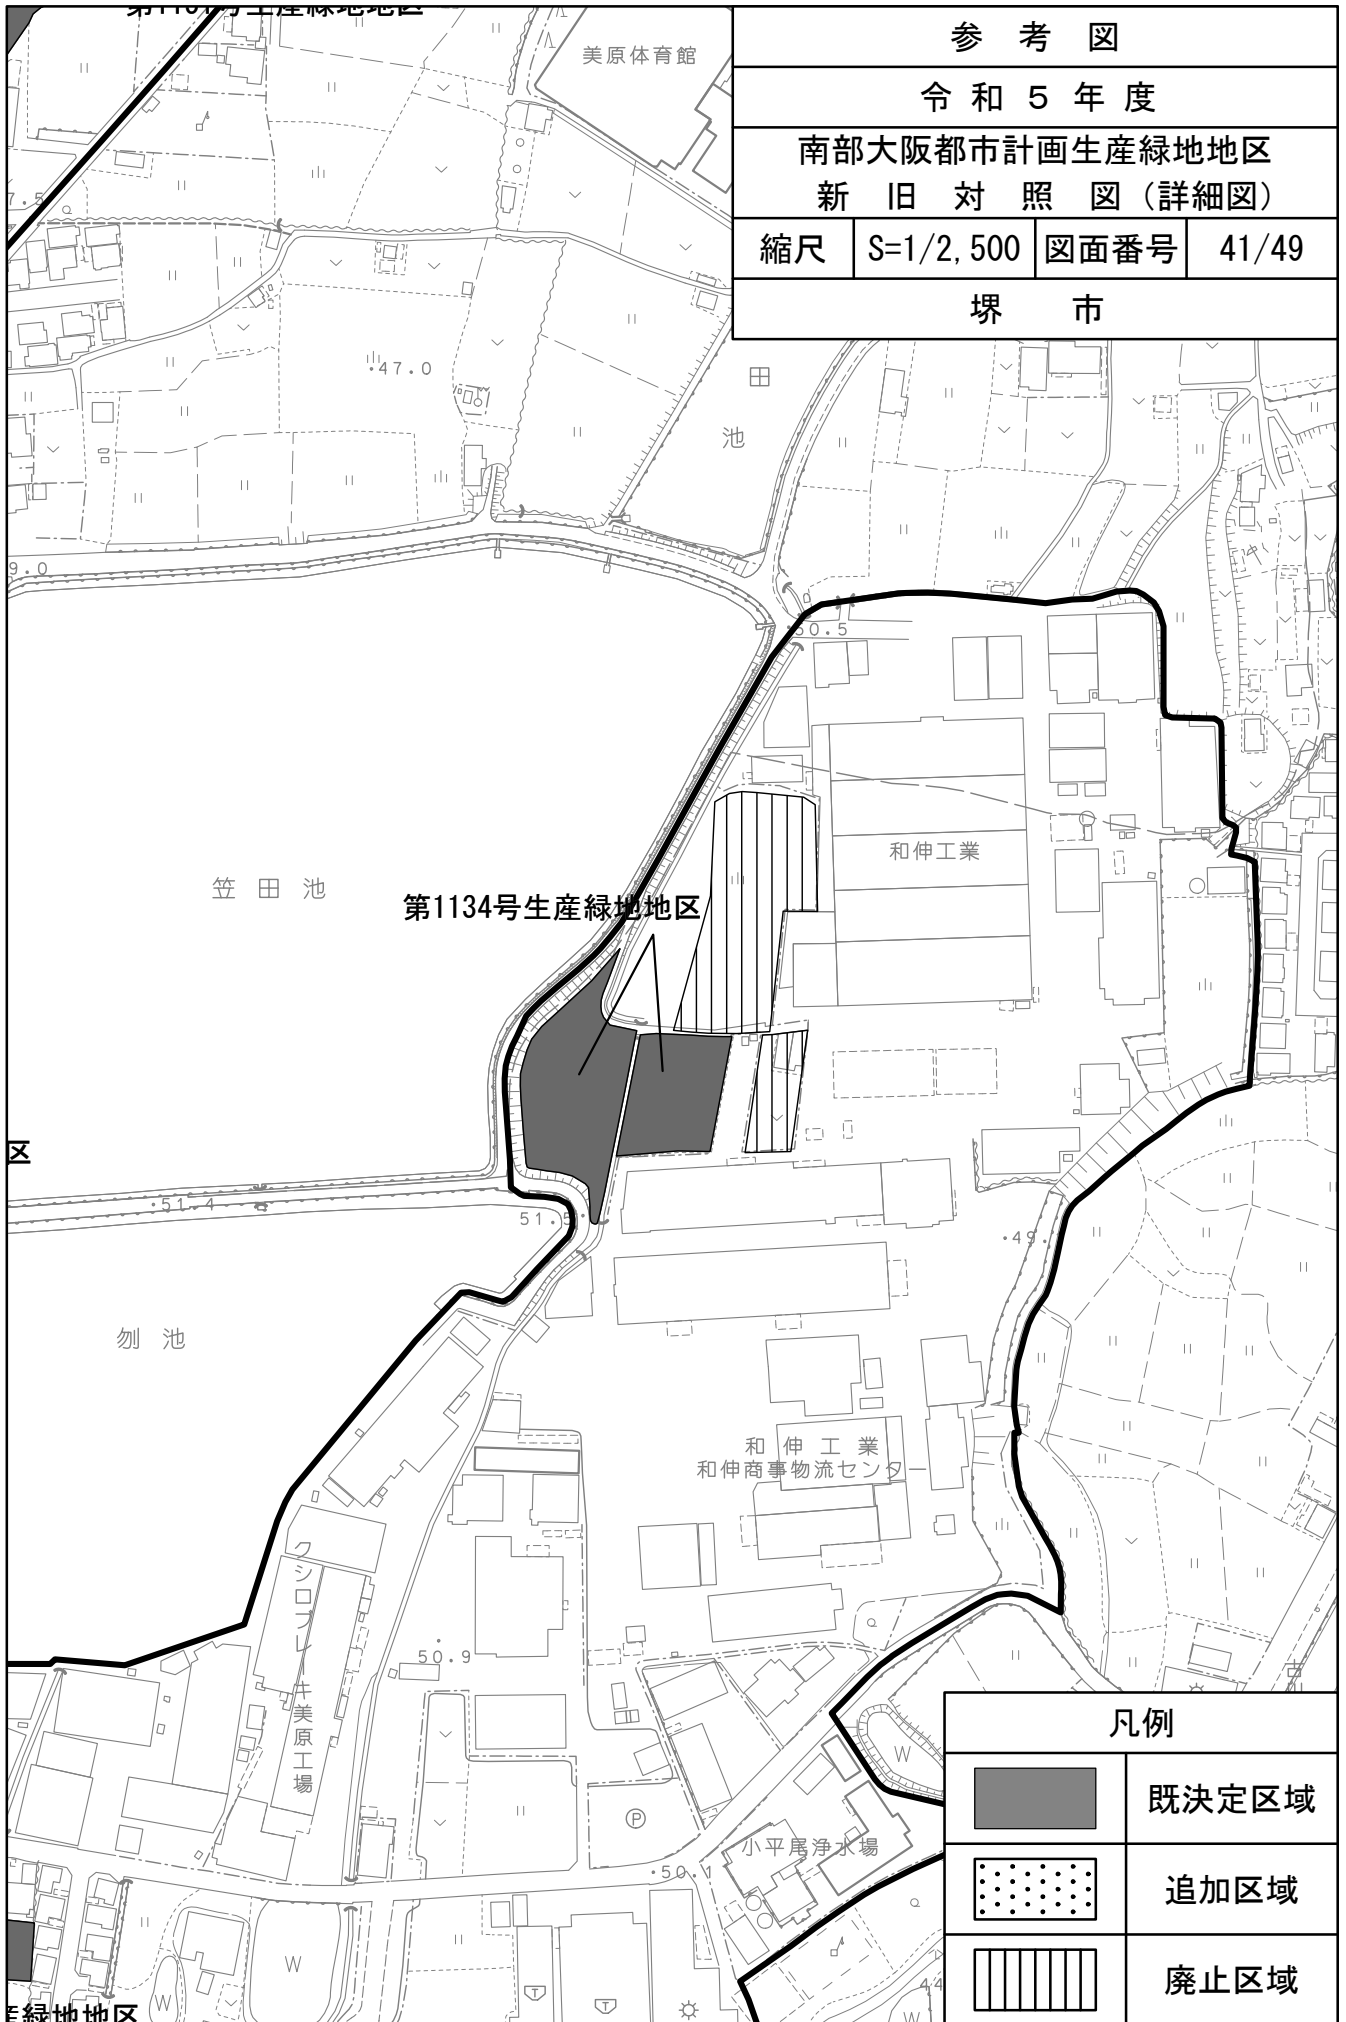 参考図
令和5年度
南部大阪都市計画生産緑地地区
新旧対照図(詳細図)
縮尺 S=1/2,500 図面番号 41/49
堺市
美原体育館
7.5
47.0
田
池
9.0
50.5
和伸工業
笠田池
第1134号生産緑地地区
区
51.4
51.5
49.
刎池
和伸工業
和伸商事物流センター
クシロブレーキ美原工場
50.9
W
P
小平尾浄水場
50.1
W
W
W
44
T
T
緑地地区
凡例
既決定区域
追加区域
廃止区域